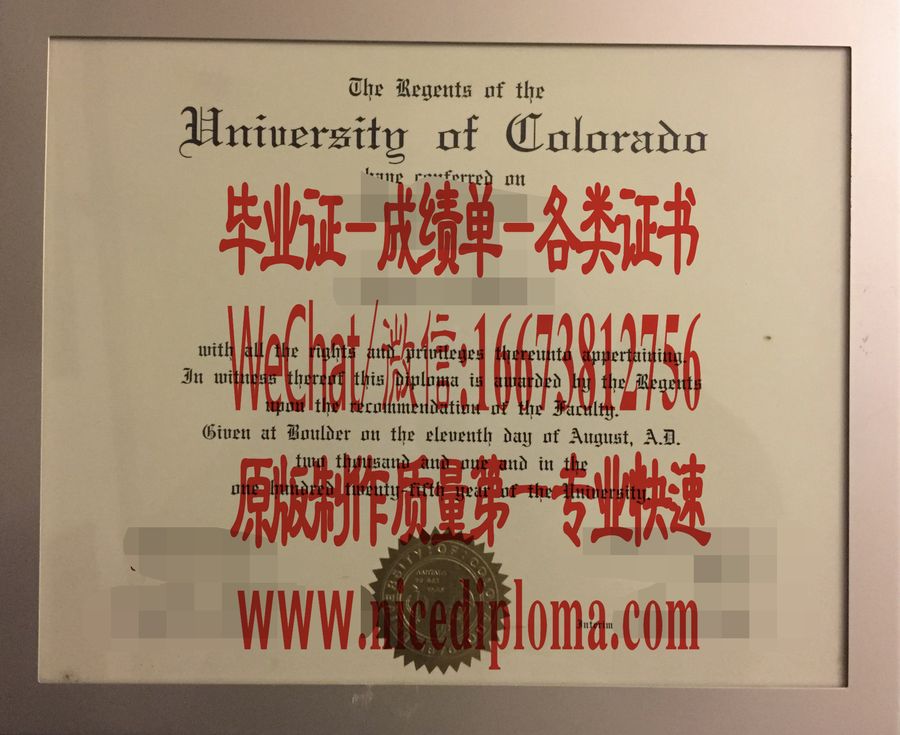 The Regents of the
University of Colorado
have conferred on
毕业证-成绩单-各类证书
WeChat/微信:16673812756
with all the rights and privileges thereunto appertaining.
In witness thereof this diploma is awarded by the Regents
upon the recommendation of the Faculty.
Given at Boulder on the eleventh day of August, A.D.
two thousand and one and in the
原版制作质量第一专业快速
one hundred twenty-fifth year of the University.
www.nicediploma.com
Interim